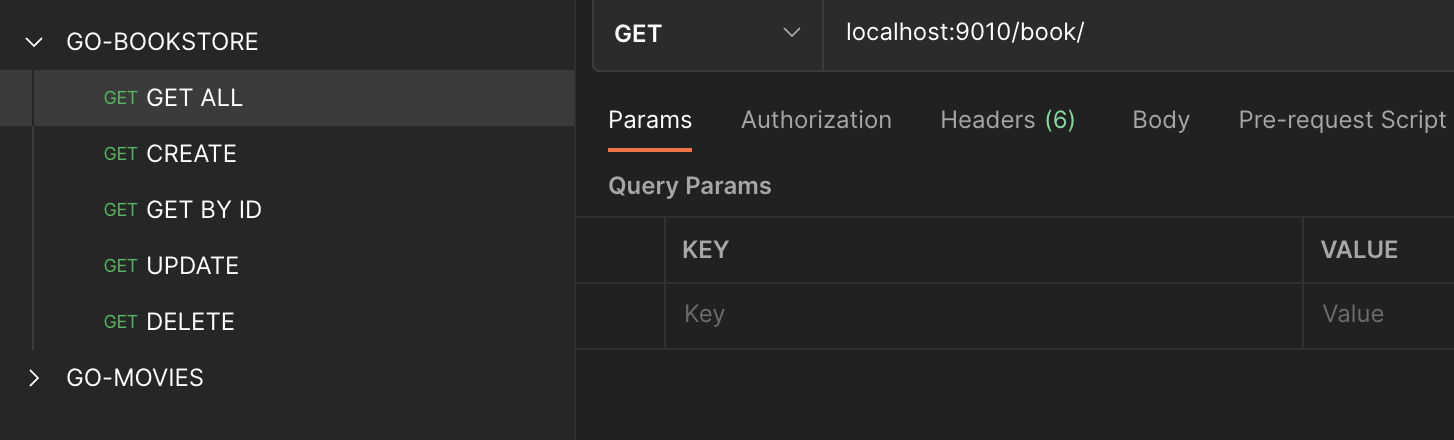 GO-BOOKSTORE
GET GET ALL
GET CREATE
GET GET BY ID
GET UPDATE
GET DELETE
GO-MOVIES
GET localhost:9010/book/
Params Authorization Headers (6) Body Pre-request Script
Query Params
KEY VALUE
Key Value